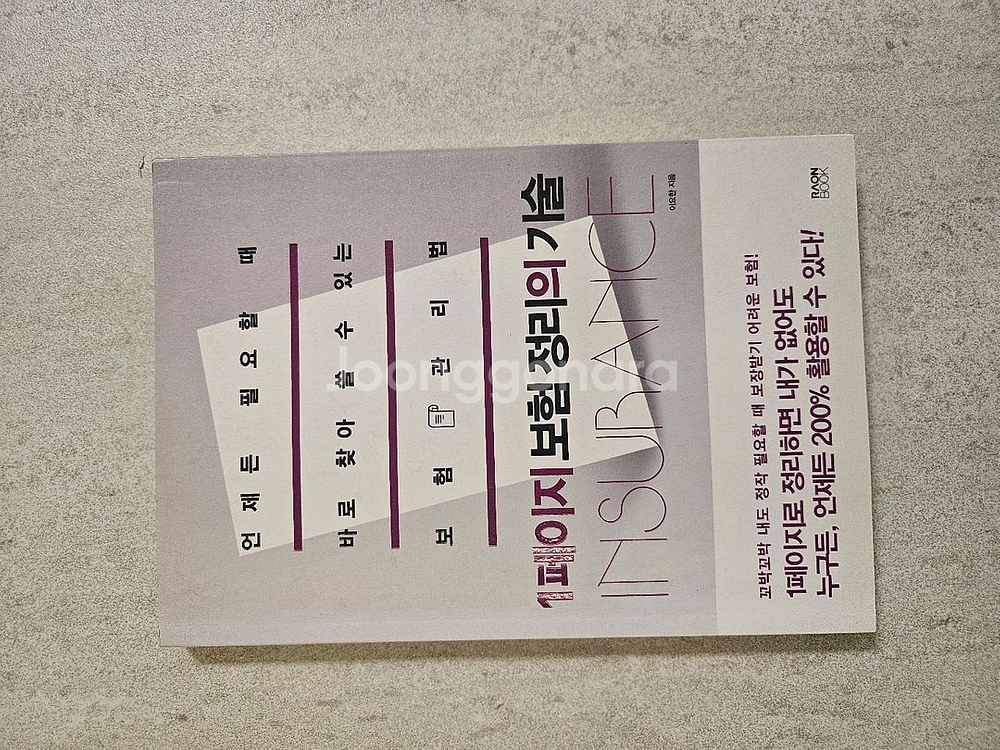 언제든 필요할 때
바로 찾아 쓸 수 있는
보험 관리법
1페이지 보험 정리의 기술
INSURANCE
이요한 지음
꼬박꼬박 내도 정작 필요할 때 보장받기 어려운 보험!
1페이지로 정리하면 내가 없어도
누구든, 언제든 200% 활용할 수 있다!
RAON
BOOK
Joonggonara